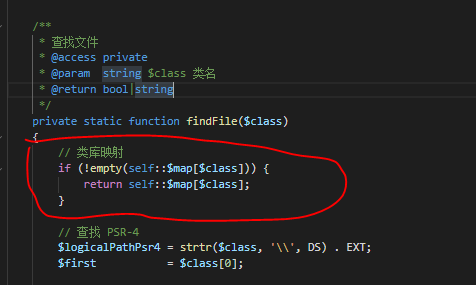 /**
* 查找文件
* @access private
* @param string $class 类名
* @return bool|string
*/
private static function findFile($class)
{
// 类库映射
if (!empty(self::$map[$class])) {
return self::$map[$class];
}
// 查找 PSR-4
$logicalPathPsr4 = strtr($class, '\\', DS) . EXT;
$first = $class[0];